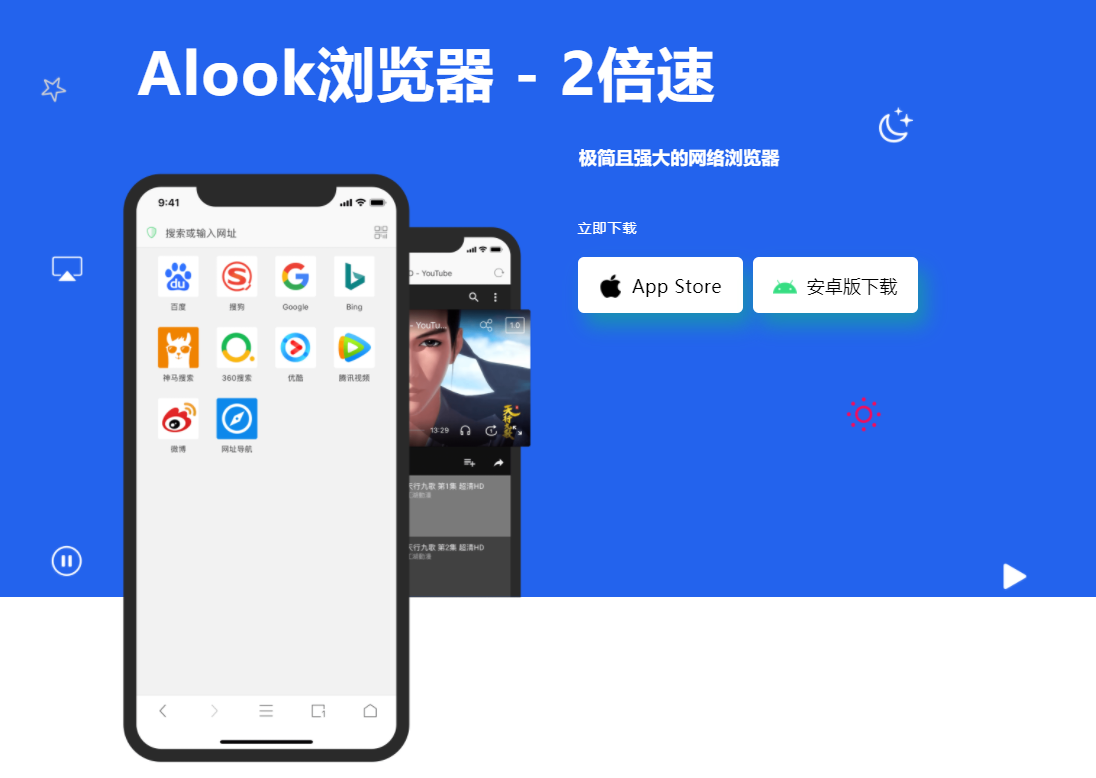 Alook浏览器 - 2倍速
极简且强大的网络浏览器
立即下载
App Store
安卓版下载
9:41
搜索或输入网址
百度
搜狗
Google
Bing
神马搜索
360搜索
优酷
腾讯视频
微博
网址导航
1
D - YouTube
- YouTu...
1.0
13:29
天行九歌
天行九歌 第1集 超清HD
天行九歌 第2集 超清HD